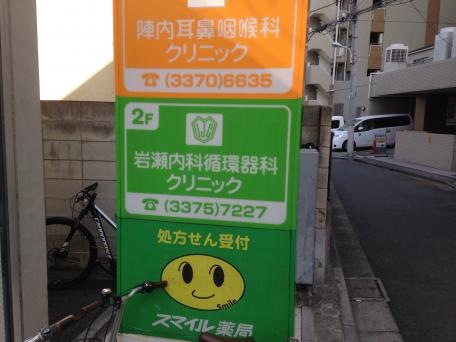 陣内耳鼻咽喉科
クリニック
☎(3370)6635
2F
岩瀬内科循環器科
クリニック
☎(3375)7227
処方せん受付
Smile
スマイル薬局